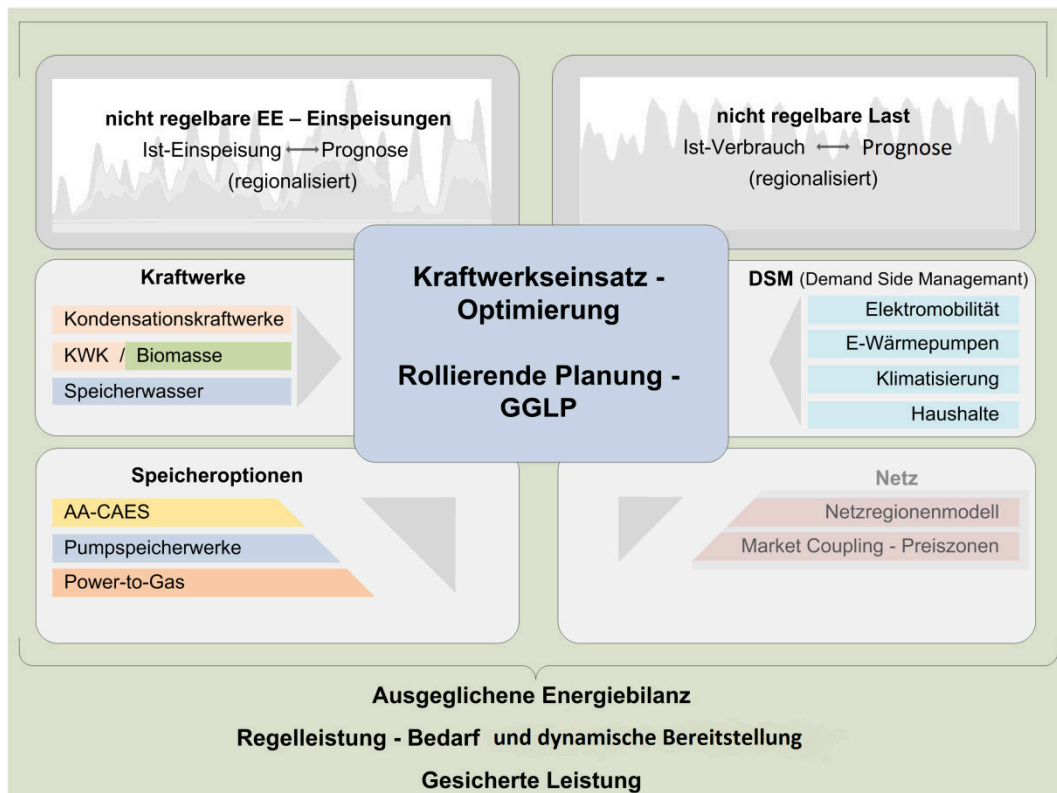 nicht regelbare EE – Einspeisungen
Ist-Einspeisung ⟷ Prognose
(regionalisiert)
nicht regelbare Last
Ist-Verbrauch ⟷ Prognose
(regionalisiert)
Kraftwerke
Kondensationskraftwerke
KWK / Biomasse
Speicherwasser
Kraftwerkseinsatz -
Optimierung
Rollierende Planung -
GGLP
DSM (Demand Side Managemant)
Elektromobilität
E-Wärmepumpen
Klimatisierung
Haushalte
Speicheroptionen
AA-CAES
Pumpspeicherwerke
Power-to-Gas
Netz
Netzregionenmodell
Market Coupling - Preiszonen
Ausgeglichene Energiebilanz
Regelleistung - Bedarf und dynamische Bereitstellung
Gesicherte Leistung